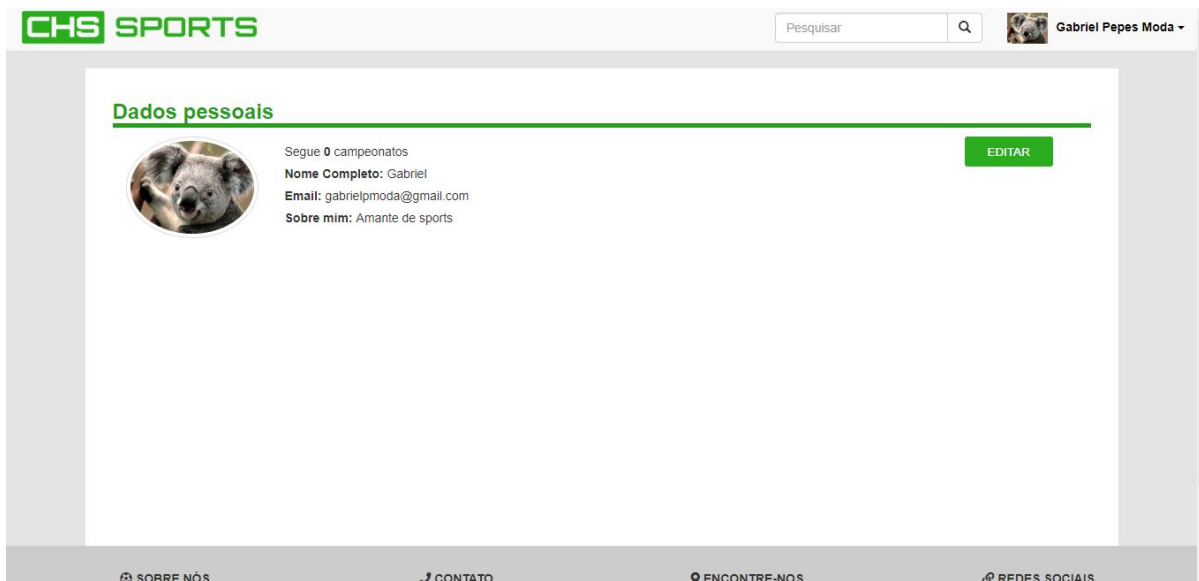 CHS SPORTS
Pesquisar
Gabriel Pepes Moda
Dados pessoais
Segue 0 campeonatos
EDITAR
Nome Completo: Gabriel
Email: gabrielpmoda@gmail.com
Sobre mim: Amante de sports
SOBRE NÓS
CONTATO
ENCONTRE-NOS
REDES SOCIAIS